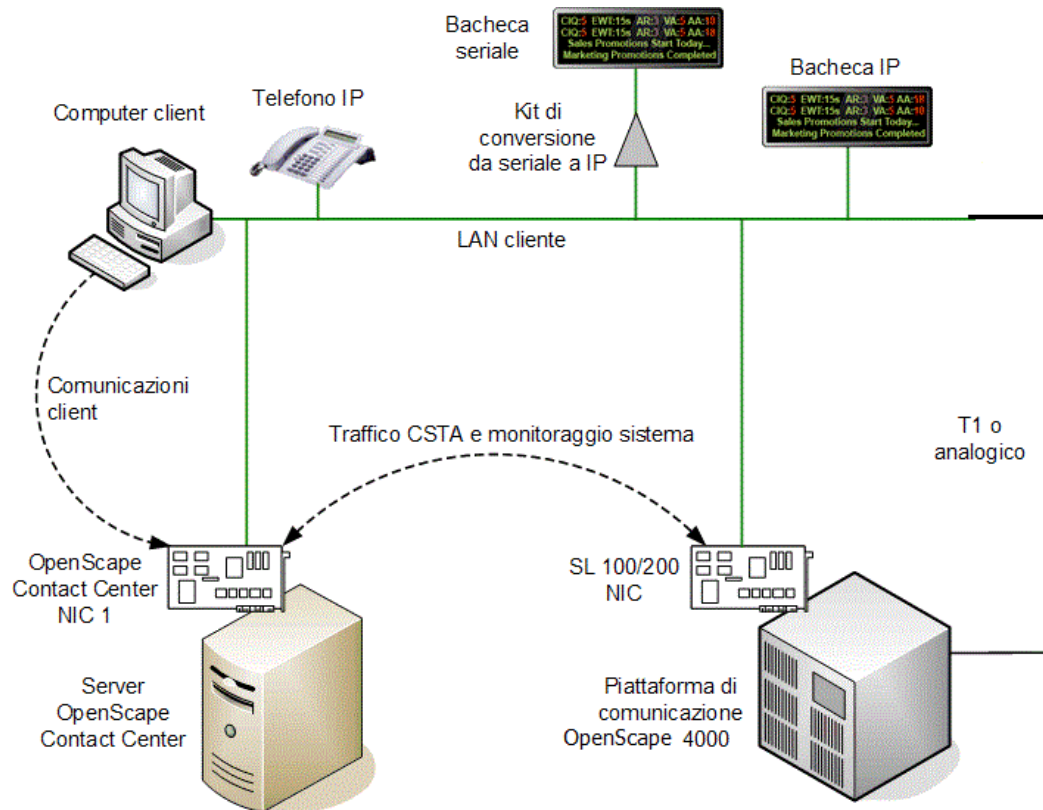 Bacheca
seriale
CIQ:5 EWT:15s AR:3 VA:5 AA:18
CIQ:5 EWT:15s AR:3 VA:5 AA:18
Sales Promotions Start Today...
Marketing Promotions Completed
Bacheca IP
CIQ:5 EWT:15s AR:3 VA:5 AA:18
CIQ:5 EWT:15s AR:3 VA:5 AA:18
Sales Promotions Start Today...
Marketing Promotions Completed
Computer client
Telefono IP
Kit di
conversione
da seriale a IP
LAN cliente
Comunicazioni
client
Traffico CSTA e monitoraggio sistema
T1 o
analogico
OpenScape
Contact Center
NIC 1
SL 100/200
NIC
Server
OpenScape
Contact Center
Piattaforma di
comunicazione
OpenScape 4000